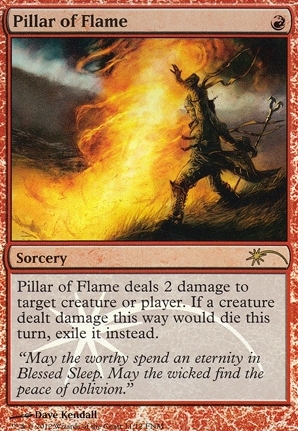 Pillar of Flame
Sorcery
Pillar of Flame deals 2 damage to
target creature or player. If a creature
dealt damage this way would die this
turn, exile it instead.
“May the worthy spend an eternity in
Blessed Sleep. May the wicked find the
peace of oblivion.”
Dave Kendall